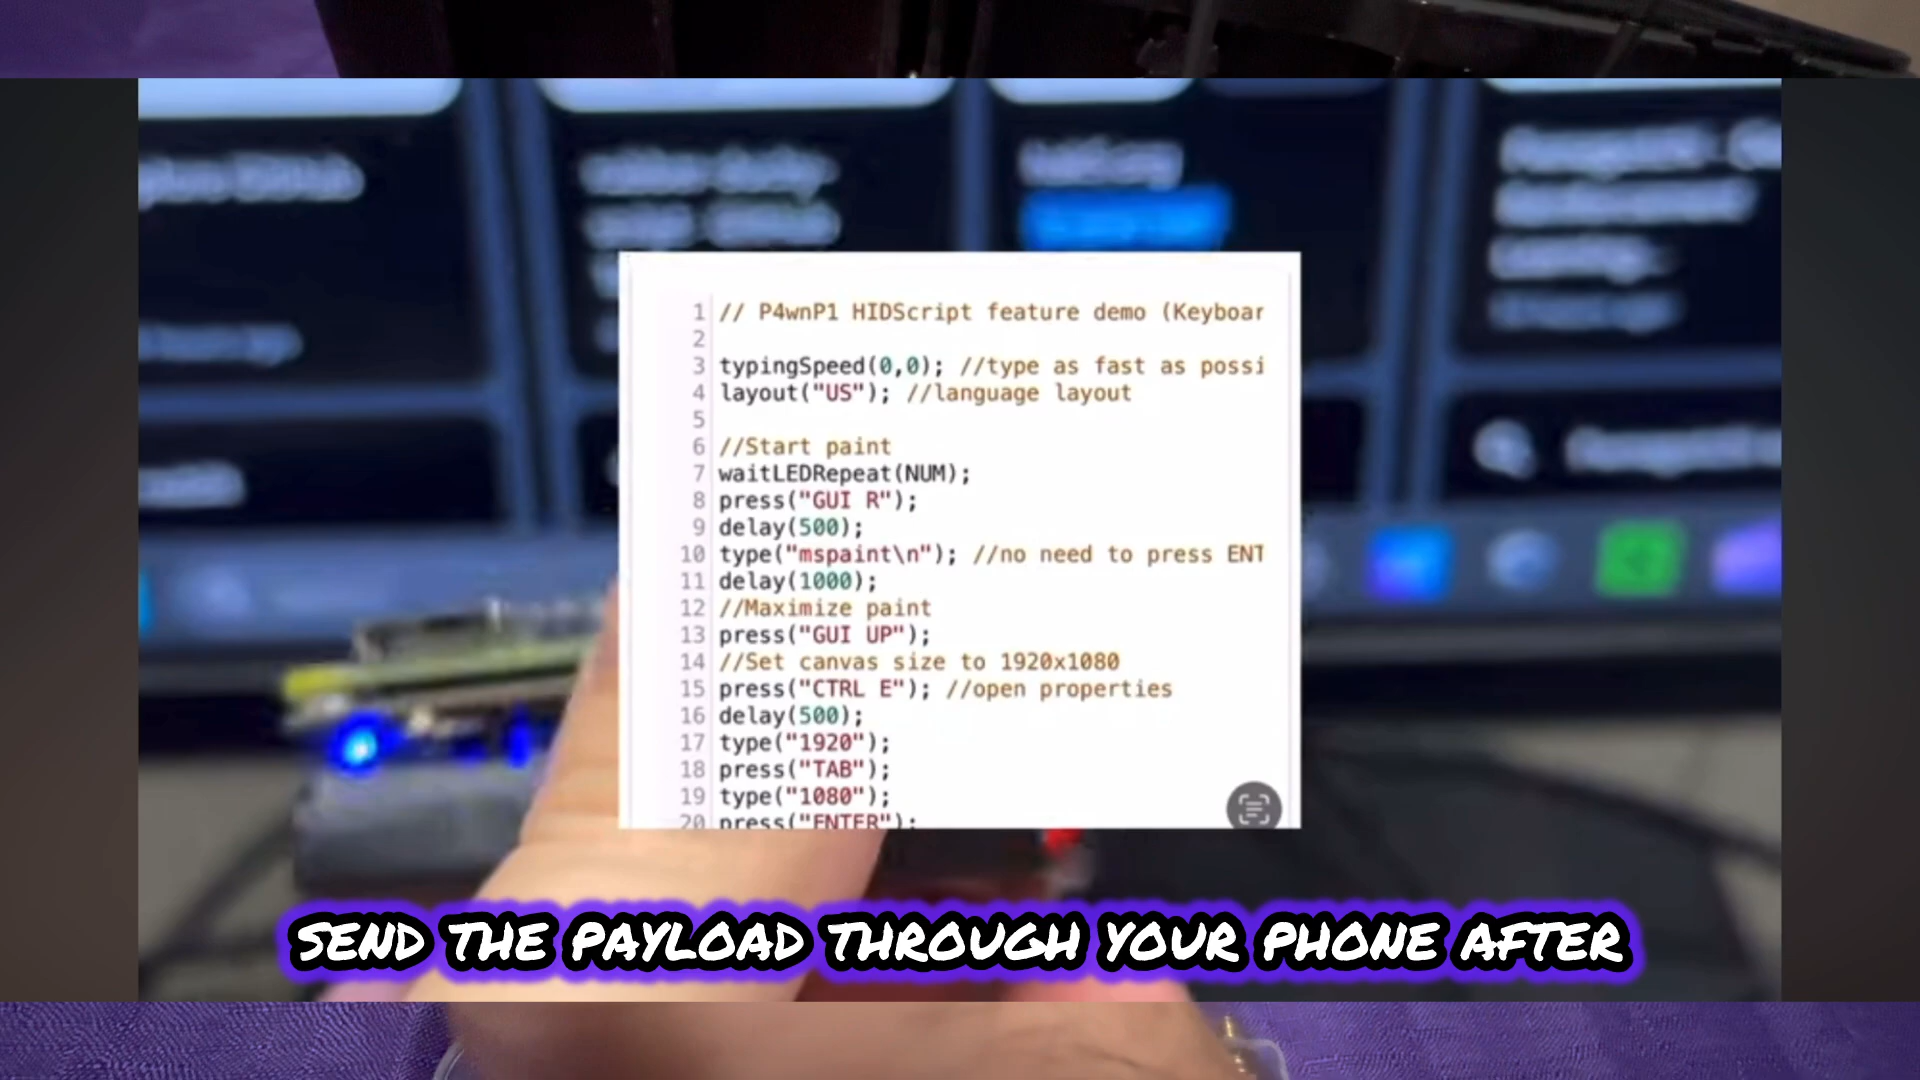 1 // P4wnP1 HIDScript feature demo (Keyboar
2
3 typingSpeed(0,0); //type as fast as possi
4 layout("US"); //language layout
5
6 //Start paint
7 waitLEDRepeat(NUM);
8 press("GUI R");
9 delay(500);
10 type("mspaint\n"); //no need to press ENT
11 delay(1000);
12 //Maximize paint
13 press("GUI UP");
14 //Set canvas size to 1920x1080
15 press("CTRL E"); //open properties
16 delay(500);
17 type("1920");
18 press("TAB");
19 type("1080");
20 press("ENTER");
SEND THE PAYLOAD THROUGH YOUR PHONE AFTER